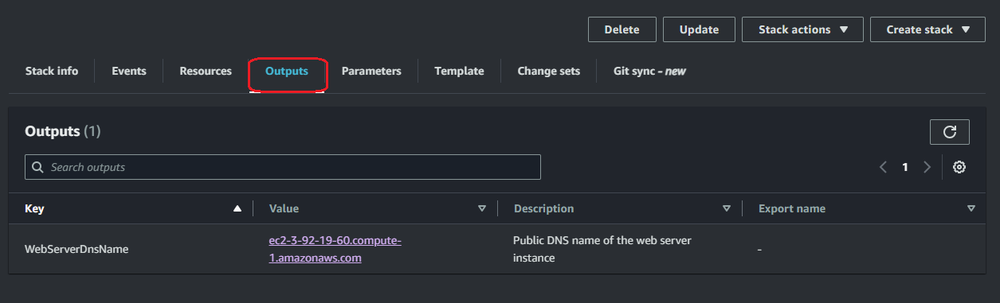 Delete
Update
Stack actions
Create stack
Stack info
Events
Resources
Outputs
Parameters
Template
Change sets
Git sync - new
Outputs (1)
Search outputs
1
Key
Value
Description
Export name
WebServerDnsName
ec2-3-92-19-60.compute-
1.amazonaws.com
Public DNS name of the web server
instance
-